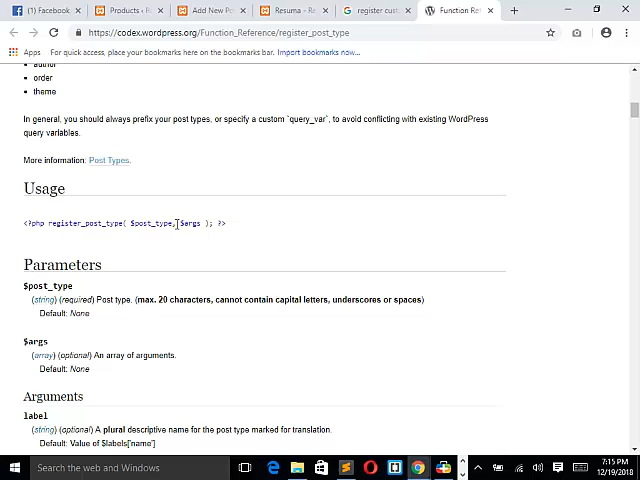 (1) Facebook
Products ‹ R
Add New Po
Resuma – Re
register cust
Function Ref
https://codex.wordpress.org/Function_Reference/register_post_type
Apps For quick access, place your bookmarks here on the bookmarks bar. Import bookmarks now...
author
order
theme
In general, you should always prefix your post types, or specify a custom `query_var`, to avoid conflicting with existing WordPress
query variables.
More information: Post Types.
Usage
<?php register_post_type( $post_type, $args ); ?>
Parameters
$post_type
(string) (required) Post type. (max. 20 characters, cannot contain capital letters, underscores or spaces)
Default: None
$args
(array) (optional) An array of arguments.
Default: None
Arguments
label
(string) (optional) A plural descriptive name for the post type marked for translation.
Default: Value of $labels['name']
Search the web and Windows
7:15 PM
12/19/2018